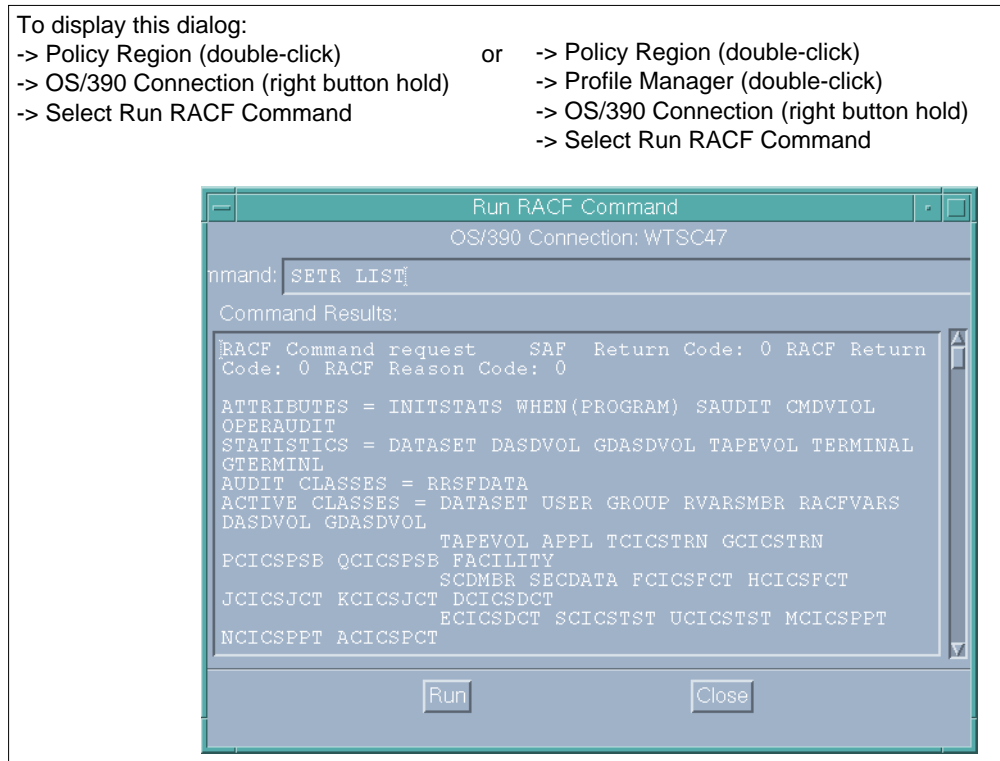 To display this dialog:
-> Policy Region (double-click)
-> OS/390 Connection (right button hold)
-> Select Run RACF Command
or
-> Policy Region (double-click)
-> Profile Manager (double-click)
-> OS/390 Connection (right button hold)
-> Select Run RACF Command
Run RACF Command
OS/390 Connection: WTSC47
mmand: SETR LIST
Command Results:
RACF Command request SAF Return Code: 0 RACF Return
Code: 0 RACF Reason Code: 0
ATTRIBUTES = INITSTATS WHEN(PROGRAM) SAUDIT CMDVIOL
OPERAUDIT
STATISTICS = DATASET DASDVOL GDASDVOL TAPEVOL TERMINAL
GTERMINL
AUDIT CLASSES = RRSFDATA
ACTIVE CLASSES = DATASET USER GROUP RVARSMBR RACFVARS
DASDVOL GDASDVOL
TAPEVOL APPL TCICSTRN GCICSTRN
PCICSPSB QCICSPSB FACILITY
SCDMBR SECDATA FCICSFCT HCICSFCT
JCICSJCT KCICSJCT DCICSDCT
ECICSDCT SCICSTST UCICSTST MCICSPPT
NCICSPPT ACICSPCT
Run
Close